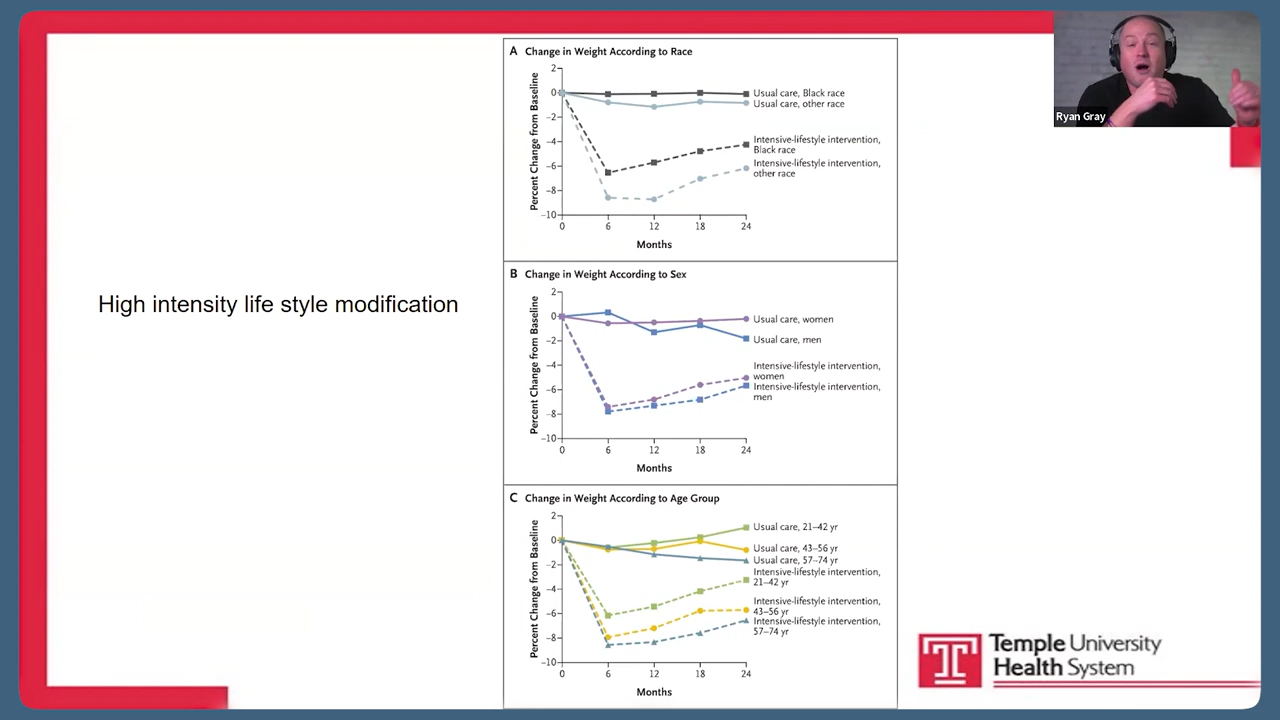 High intensity life style modification
A Change in Weight According to Race
Percent Change from Baseline
2
0
−2
−4
−6
−8
−10
0 6 12 18 24
Months
Usual care, Black race
Usual care, other race
Intensive-lifestyle intervention,
Black race
Intensive-lifestyle intervention,
other race
B Change in Weight According to Sex
Percent Change from Baseline
2
0
−2
−4
−6
−8
−10
0 6 12 18 24
Months
Usual care, women
Usual care, men
Intensive-lifestyle intervention,
women
Intensive-lifestyle intervention,
men
C Change in Weight According to Age Group
Percent Change from Baseline
2
0
−2
−4
−6
−8
−10
0 6 12 18 24
Months
Usual care, 21–42 yr
Usual care, 43–56 yr
Usual care, 57–74 yr
Intensive-lifestyle intervention,
21–42 yr
Intensive-lifestyle intervention,
43–56 yr
Intensive-lifestyle intervention,
57–74 yr
Ryan Gray
T
Temple University
Health System